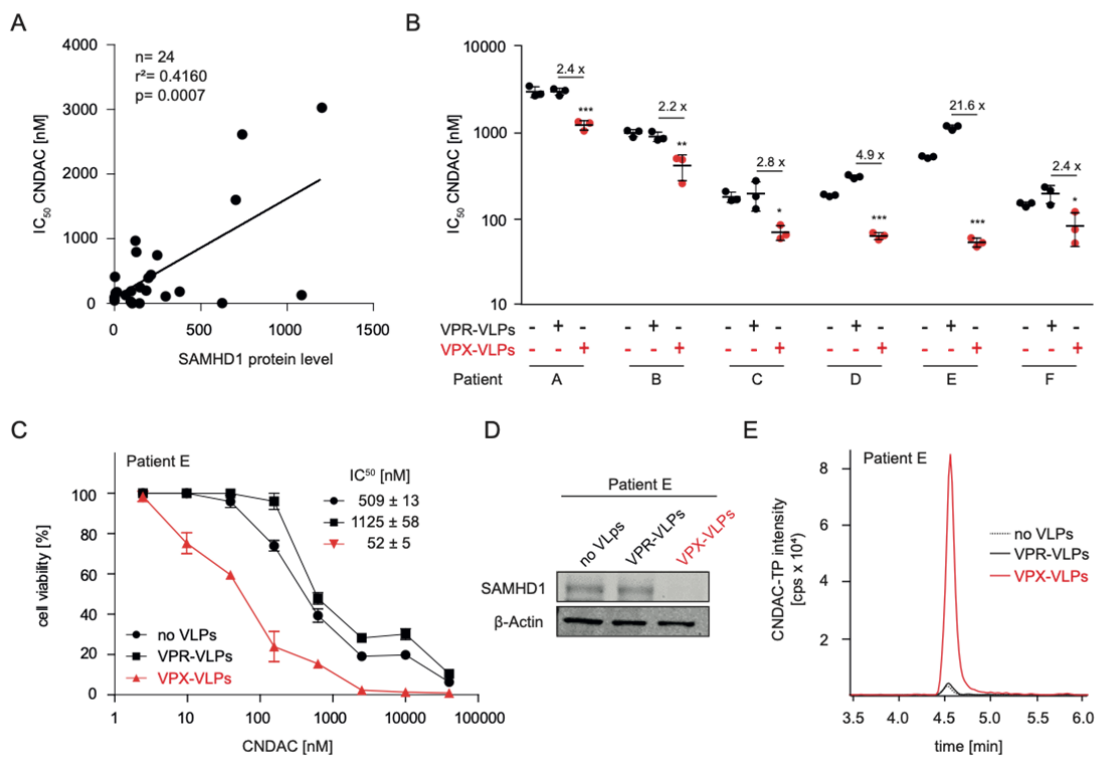 A
n= 24
r²= 0.4160
p= 0.0007
4000
3000
2000
1000
0
0 500 1000 1500
IC50 CNDAC [nM]
SAMHD1 protein level
B
10000
1000
100
10
IC50 CNDAC [nM]
2.4 x
***
2.2 x
**
2.8 x
*
4.9 x
***
21.6 x
***
2.4 x
*
VPR-VLPs - + - + - + - + - + - +
VPX-VLPs - - + - - + - - + - - + - - + - - +
Patient A B C D E F
C
Patient E
IC50 [nM]
509 ± 13
1125 ± 58
52 ± 5
no VLPs
VPR-VLPs
VPX-VLPs
100
80
60
40
20
0
1 10 100 1000 10000 100000
cell viability [%]
CNDAC [nM]
D
Patient E
no VLps
VPR-VLPs
VPX-VLPs
SAMHD1
β-Actin
E
Patient E
no VLPs
VPR-VLPs
VPX-VLPs
8
6
4
2
3.5 4.0 4.5 5.0 5.5 6.0
CNDAC-TP intensity
[cps x 10⁴]
time [min]